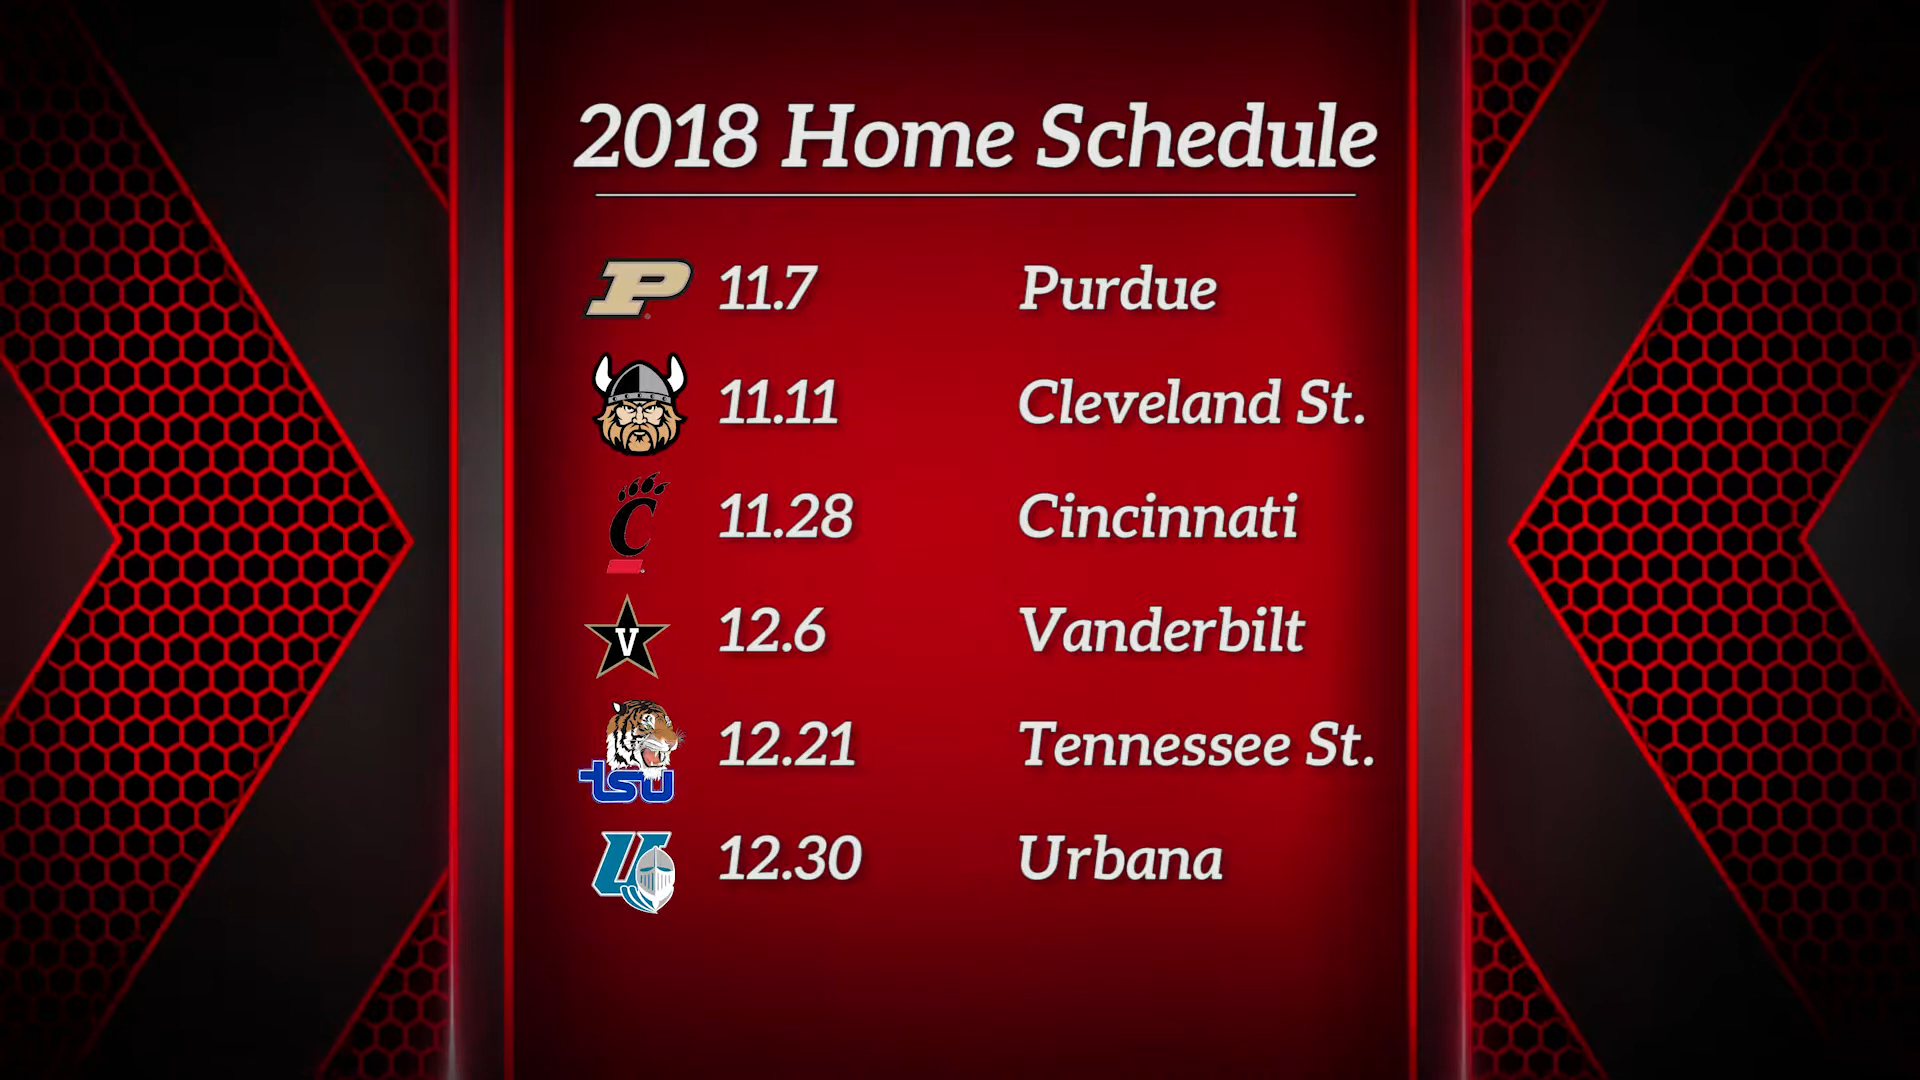 2018 Home Schedule
P 11.7 Purdue
11.11 Cleveland St.
C 11.28 Cincinnati
V 12.6 Vanderbilt
tsu 12.21 Tennessee St.
U 12.30 Urbana